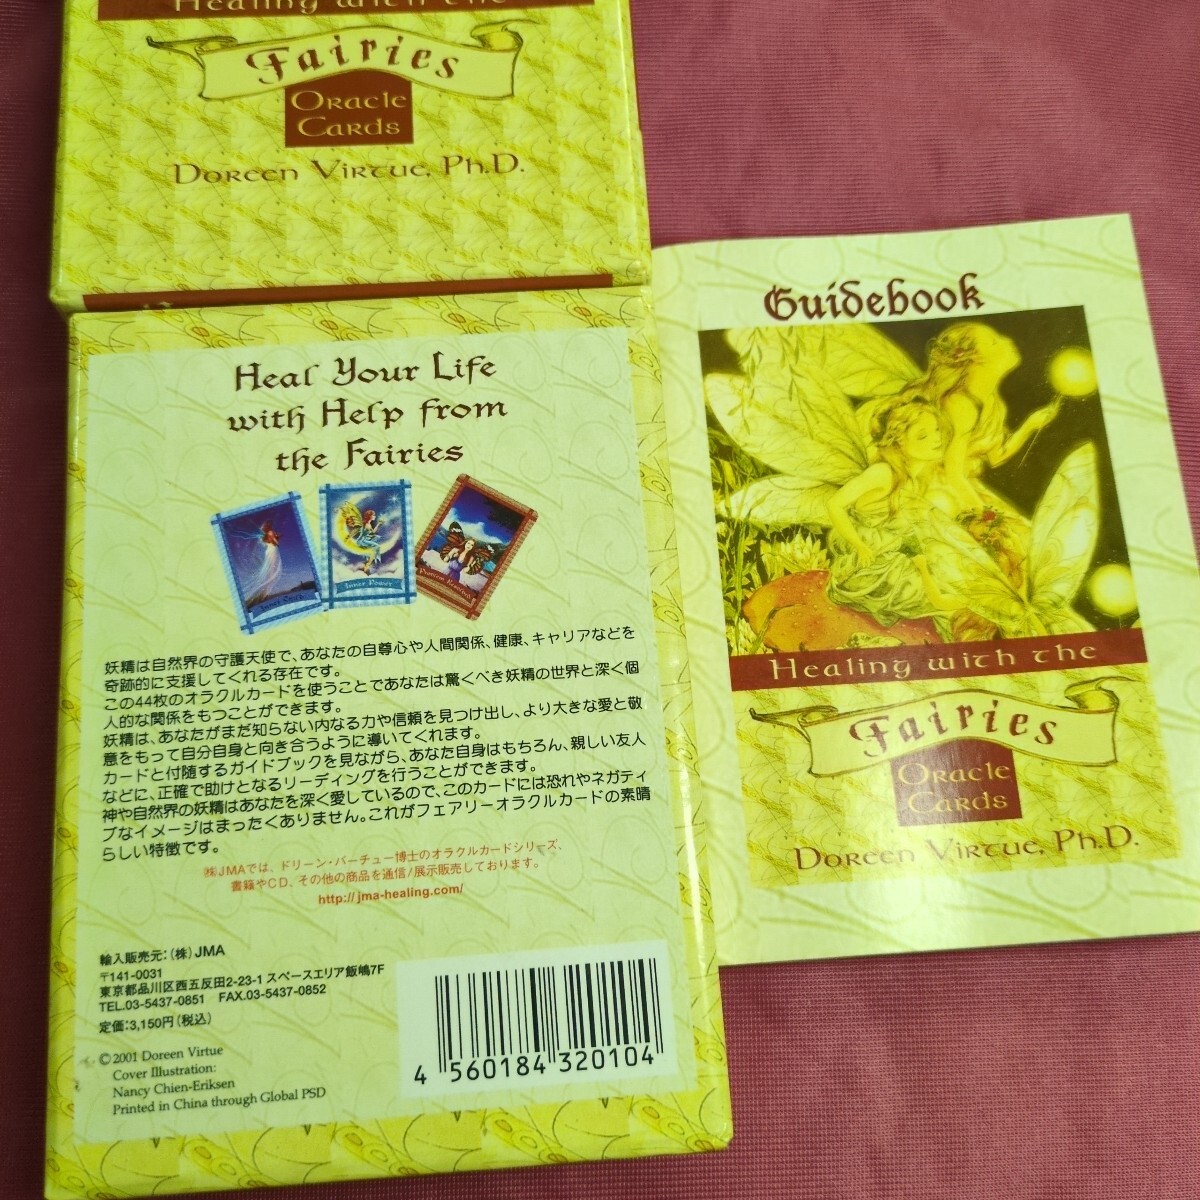 Healing with the
Fairies
Oracle
Cards
Doreen Virtue, Ph.D.
Heal Your Life
with Help from
the Fairies
Inner Power
妖精は自然界の守護天使で、あなたの自尊心や人間関係、健康、キャリアなどを
奇跡的に支援してくれる存在です。
この44枚のオラクルカードを使うことであなたは驚くべき妖精の世界と深く個
人的な関係をもつことができます。
妖精は、あなたがまだ知らない内なる力や信頼を見つけ出し、より大きな愛と敬
意をもって自分自身と向き合うように導いてくれます。
カードと付随するガイドブックを見ながら、あなた自身はもちろん、親しい友人
などに、正確で助けとなるリーディングを行うことができます。
神や自然界の妖精はあなたを深く愛しているので、このカードには恐れやネガティ
ブなイメージはまったくありません。これがフェアリーオラクルカードの素晴
らしい特徴です。
㈱JMAでは、ドリーン・バーチュー博士のオラクルカードシリーズ、
書籍やCD、その他の商品を通信/展示販売しております。
http://jma-healing.com/
輸入販売元:(株)JMA
〒141-0031
東京都品川区西五反田2-23-1 スペースエリア飯嶋7F
TEL.03-5437-0851 FAX.03-5437-0852
定価:3,150円(税込)
© 2001 Doreen Virtue
Cover Illustration:
Nancy Chien-Eriksen
Printed in China through Global PSD
4 560184 320104
Guidebook
Healing with the
Fairies
Oracle
Cards
Doreen Virtue, Ph.D.